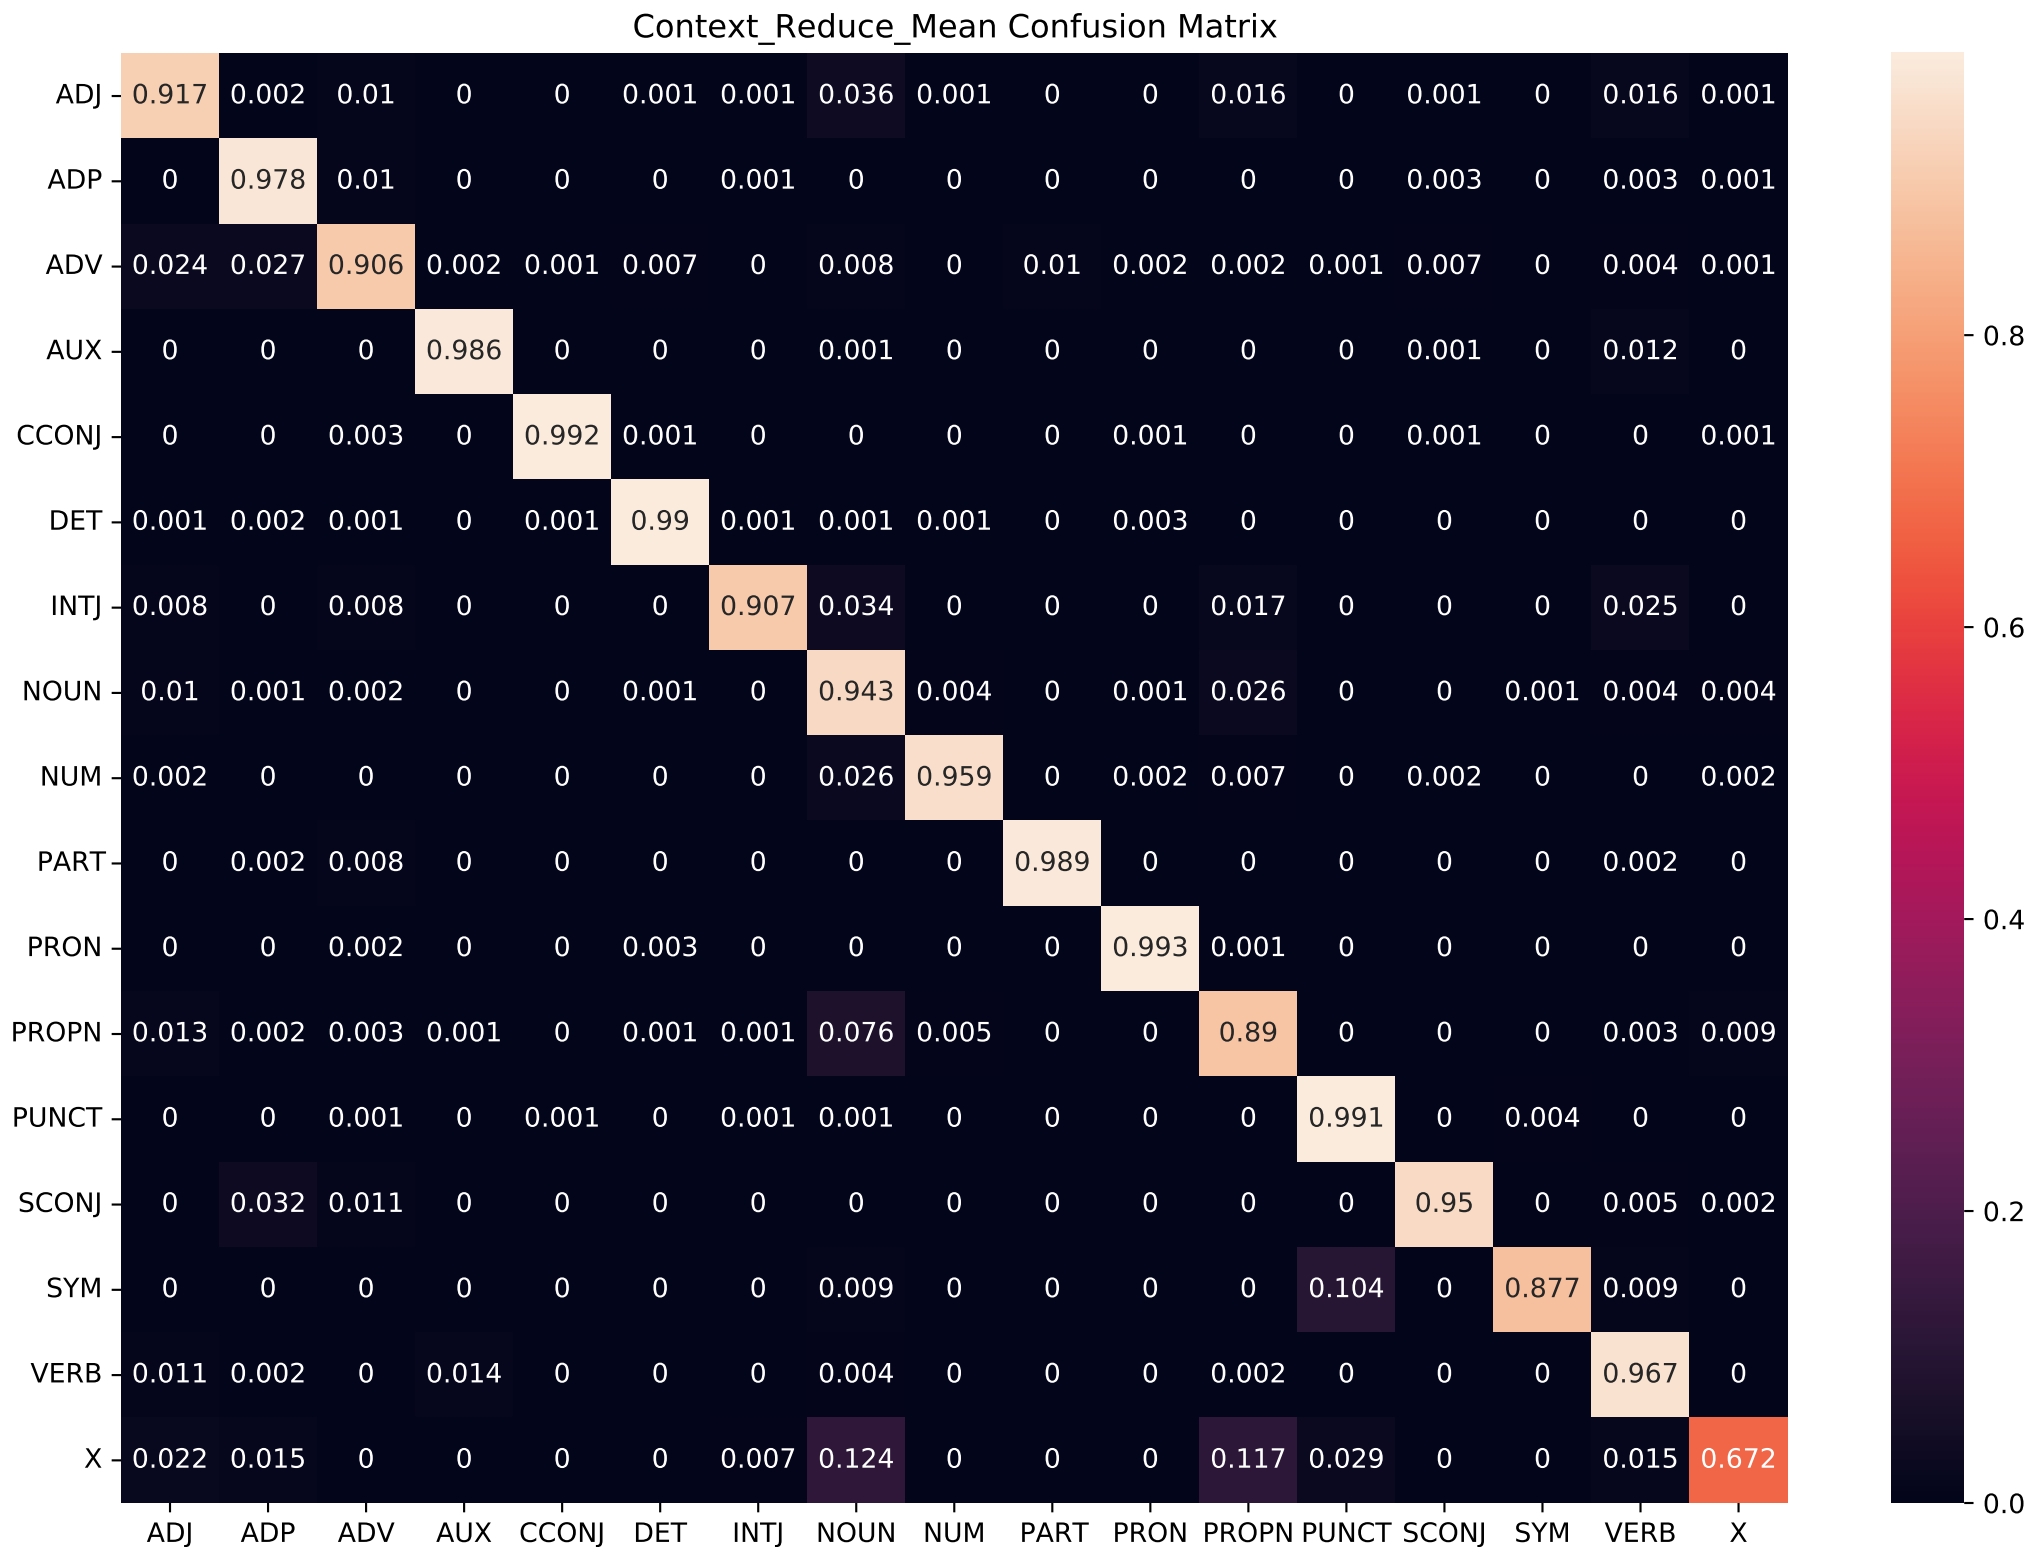 Context_Reduce_Mean Confusion Matrix
ADJ 0.917 0.002 0.01 0 0 0.001 0.001 0.036 0.001 0 0 0.016 0 0.001 0 0.016 0.001
ADP 0 0.978 0.01 0 0 0 0.001 0 0 0 0 0 0 0.003 0 0.003 0.001
ADV 0.024 0.027 0.906 0.002 0.001 0.007 0 0.008 0 0.01 0.002 0.002 0.001 0.007 0 0.004 0.001
AUX 0 0 0 0.986 0 0 0 0.001 0 0 0 0 0 0.001 0 0.012 0
0.8
CCONJ 0 0 0.003 0 0.992 0.001 0 0 0 0 0.001 0 0 0.001 0 0 0.001
DET 0.001 0.002 0.001 0 0.001 0.99 0.001 0.001 0.001 0 0.003 0 0 0 0 0 0
INTJ 0.008 0 0.008 0 0 0 0.907 0.034 0 0 0 0.017 0 0 0 0.025 0
0.6
NOUN 0.01 0.001 0.002 0 0 0.001 0 0.943 0.004 0 0.001 0.026 0 0 0.001 0.004 0.004
NUM 0.002 0 0 0 0 0 0 0.026 0.959 0 0.002 0.007 0 0.002 0 0 0.002
PART 0 0.002 0.008 0 0 0 0 0 0 0.989 0 0 0 0 0 0.002 0
0.4
PRON 0 0 0.002 0 0 0.003 0 0 0 0 0.993 0.001 0 0 0 0 0
PROPN 0.013 0.002 0.003 0.001 0 0.001 0.001 0.076 0.005 0 0 0.89 0 0 0 0.003 0.009
PUNCT 0 0 0.001 0 0.001 0 0.001 0.001 0 0 0 0 0.991 0 0.004 0 0
SCONJ 0 0.032 0.011 0 0 0 0 0 0 0 0 0 0 0.95 0 0.005 0.002
0.2
SYM 0 0 0 0 0 0 0 0.009 0 0 0 0 0.104 0 0.877 0.009 0
VERB 0.011 0.002 0 0.014 0 0 0 0.004 0 0 0 0.002 0 0 0 0.967 0
X 0.022 0.015 0 0 0 0 0.007 0.124 0 0 0 0.117 0.029 0 0 0.015 0.672
0.0
ADJ ADP ADV AUX CCONJ DET INTJ NOUN NUM PART PRON PROPN PUNCT SCONJ SYM VERB X